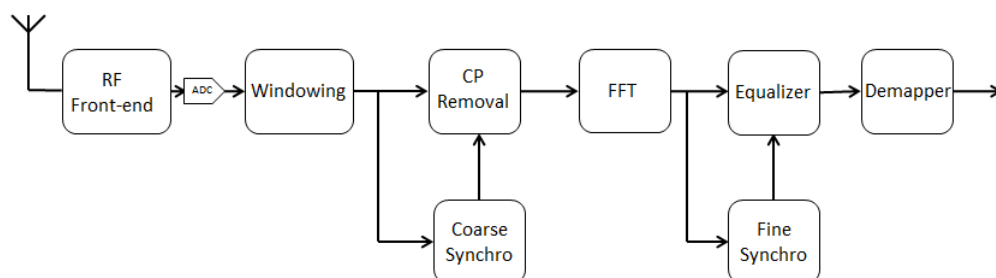 RF
Front-end
ADC
Windowing
CP
Removal
FFT
Equalizer
Demapper
Coarse
Synchro
Fine
Synchro